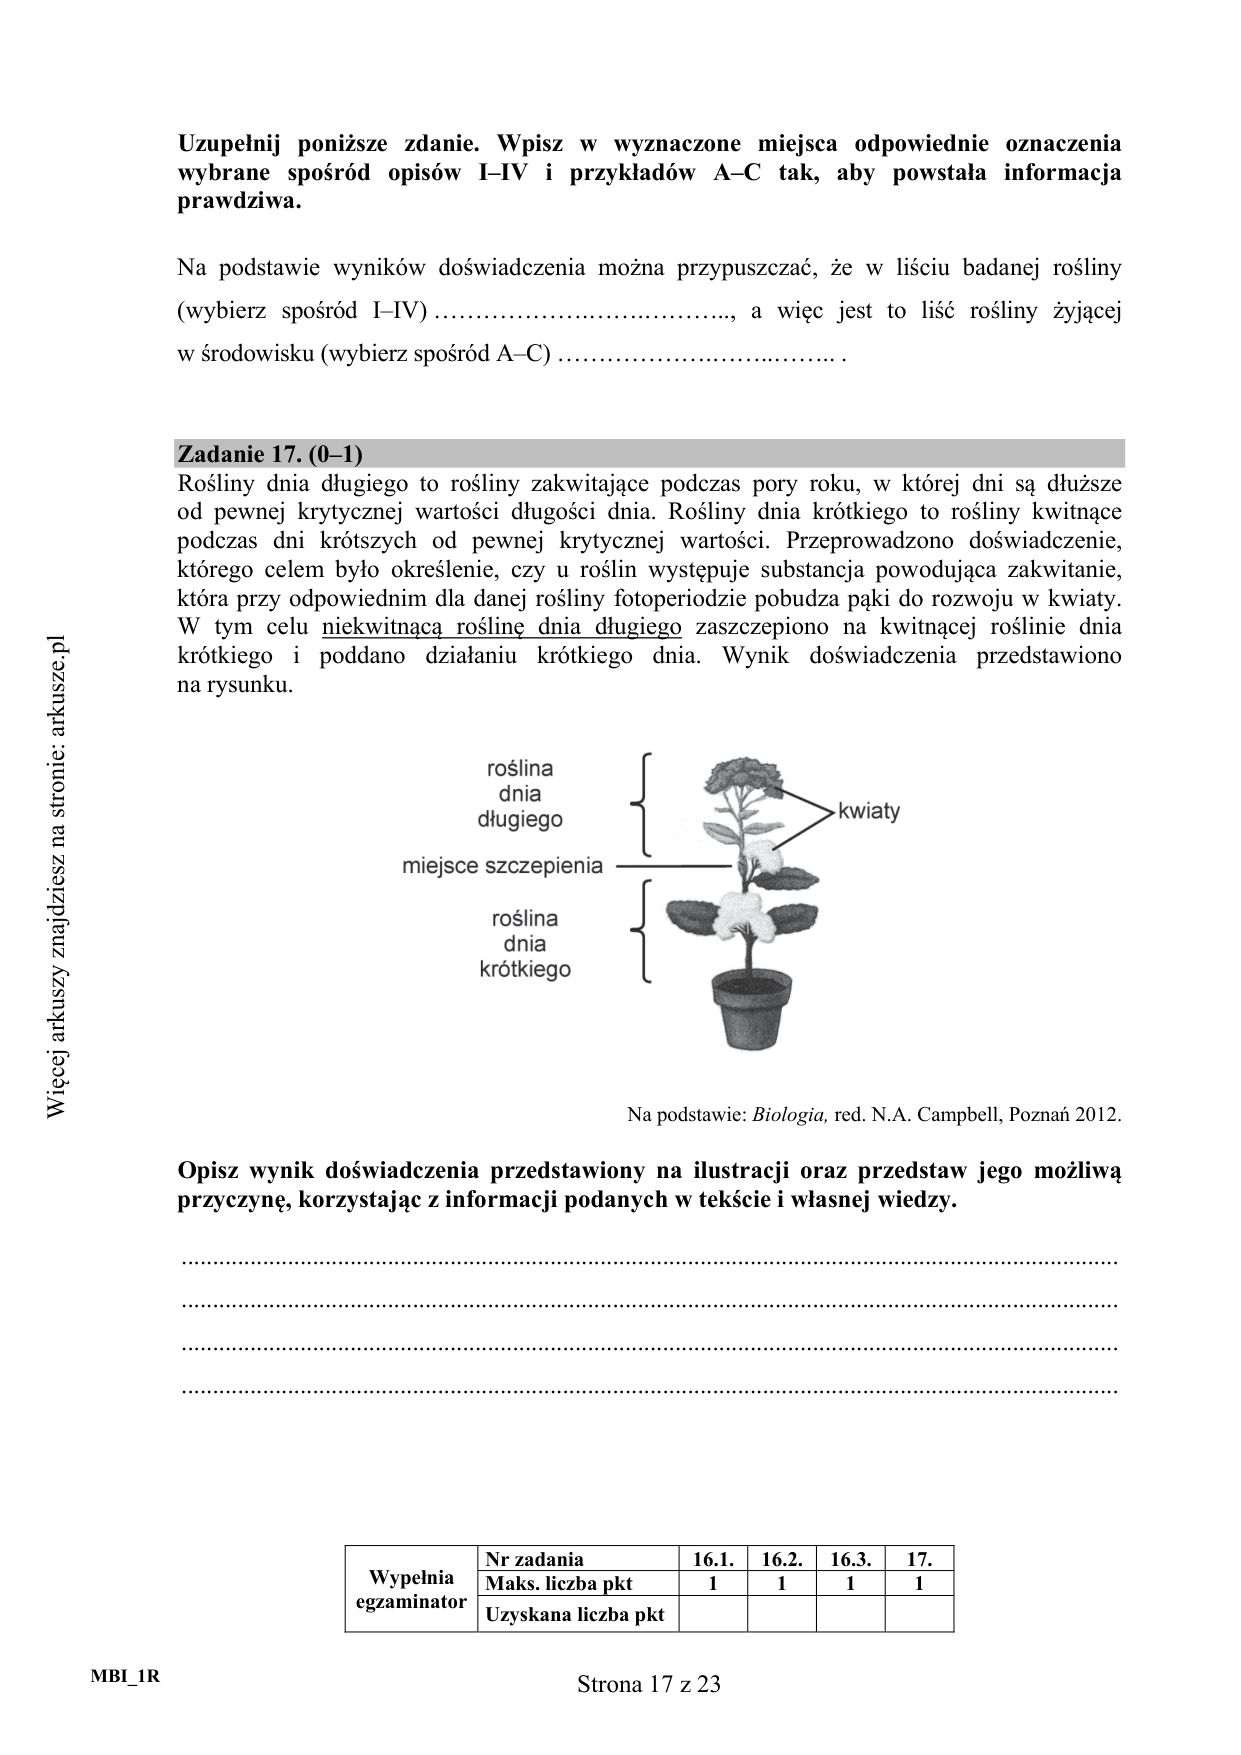 Uzupełnij poniższe zdanie. Wpisz w wyznaczone miejsca odpowiednie oznaczenia
wybrane spośród opisów I–IV i przykładów A–C tak, aby powstała informacja
prawdziwa.
Na podstawie wyników doświadczenia można przypuszczać, że w liściu badanej rośliny
(wybierz spośród I–IV) ……………….…….……….., a więc jest to liść rośliny żyjącej
w środowisku (wybierz spośród A–C) ……………….……..…….. .
Zadanie 17. (0–1)
Rośliny dnia długiego to rośliny zakwitające podczas pory roku, w której dni są dłuższe
od pewnej krytycznej wartości długości dnia. Rośliny dnia krótkiego to rośliny kwitnące
podczas dni krótszych od pewnej krytycznej wartości. Przeprowadzono doświadczenie,
którego celem było określenie, czy u roślin występuje substancja powodująca zakwitanie,
która przy odpowiednim dla danej rośliny fotoperiodzie pobudza pąki do rozwoju w kwiaty.
W tym celu niekwitnącą roślinę dnia długiego zaszczepiono na kwitnącej roślinie dnia
krótkiego i poddano działaniu krótkiego dnia. Wynik doświadczenia przedstawiono
na rysunku.
roślina
dnia
długiego
kwiaty
miejsce szczepienia
roślina
dnia
krótkiego
Na podstawie: Biologia, red. N.A. Campbell, Poznań 2012.
Opisz wynik doświadczenia przedstawiony na ilustracji oraz przedstaw jego możliwą
przyczynę, korzystając z informacji podanych w tekście i własnej wiedzy.
Wypełnia egzaminator
Nr zadania 16.1. 16.2. 16.3. 17.
Maks. liczba pkt 1 1 1 1
Uzyskana liczba pkt
MBI_1R
Strona 17 z 23
Więcej arkuszy znajdziesz na stronie: arkusze.pl